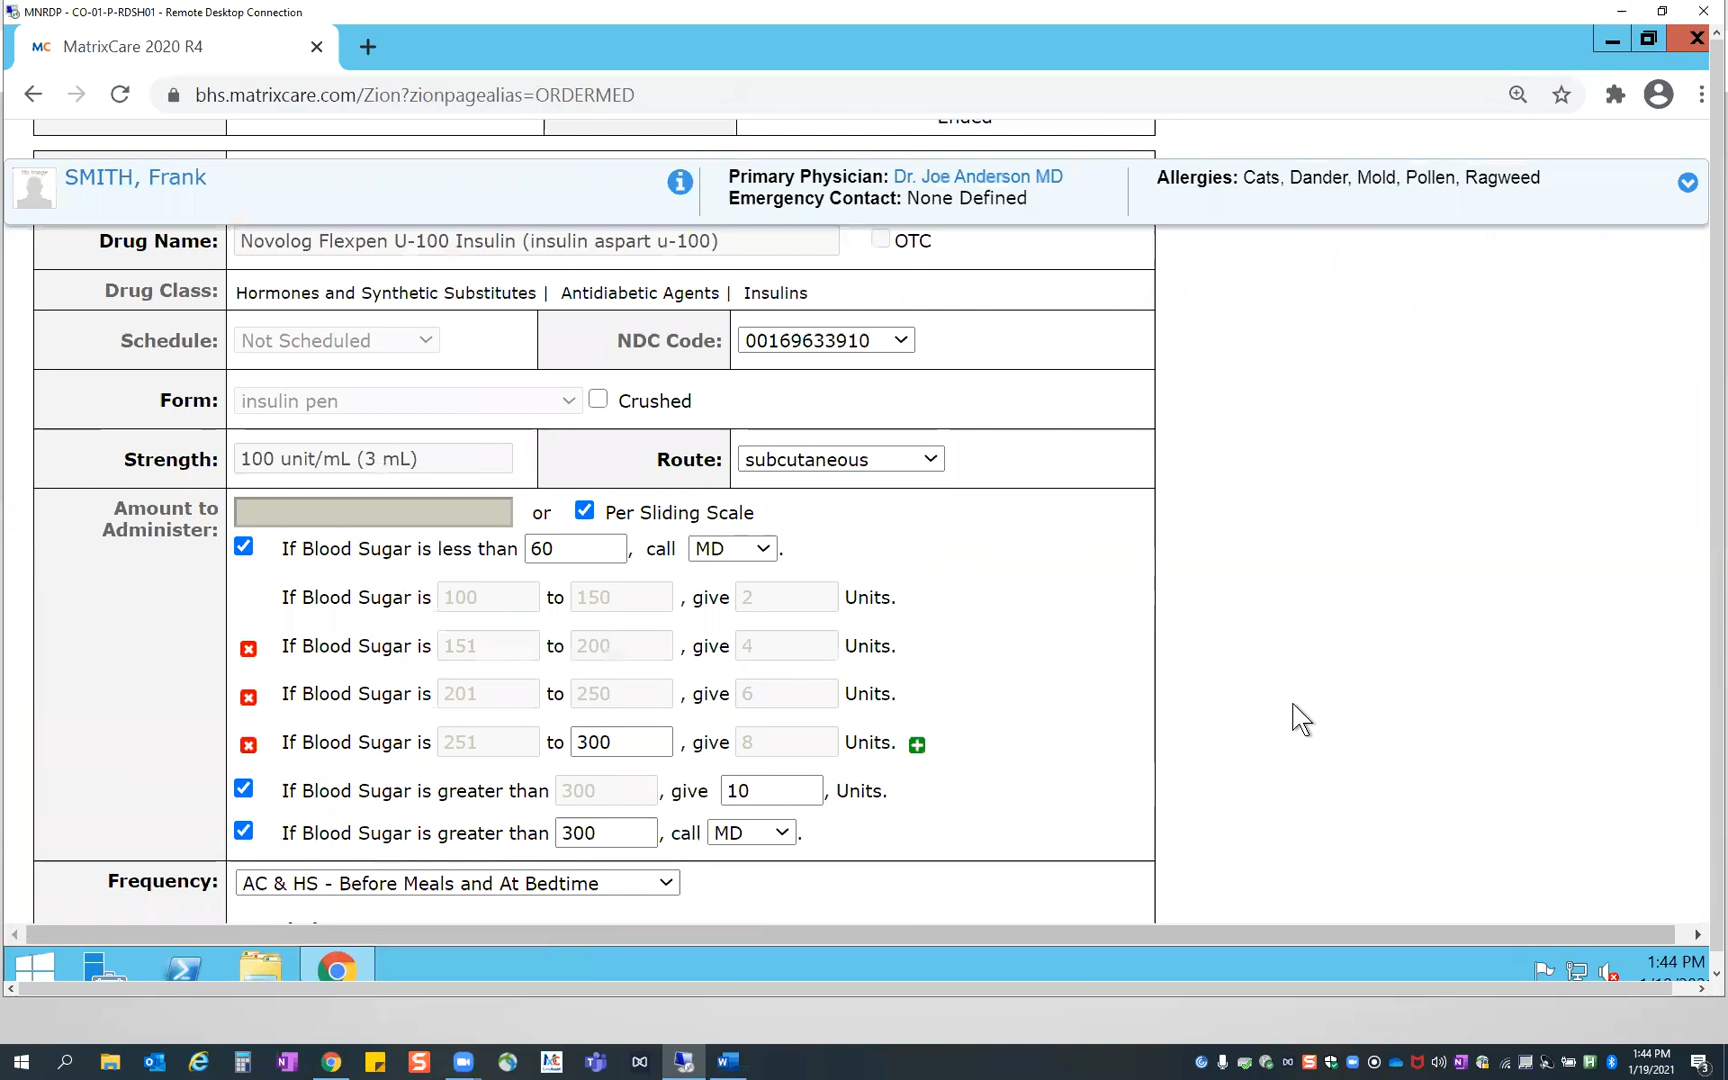 MNRDP - CO-01-P-RDSH01 - Remote Desktop Connection
MC MatrixCare 2020 R4
bhs.matrixcare.com/Zion?zionpagealias=ORDERMED
Ended
SMITH, Frank
Primary Physician: Dr. Joe Anderson MD
Emergency Contact: None Defined
Allergies: Cats, Dander, Mold, Pollen, Ragweed
Drug Name: Novolog Flexpen U-100 Insulin (insulin aspart u-100) OTC
Drug Class: Hormones and Synthetic Substitutes | Antidiabetic Agents | Insulins
Schedule: Not Scheduled NDC Code: 00169633910
Form: insulin pen Crushed
Strength: 100 unit/mL (3 mL) Route: subcutaneous
Amount to Administer: or Per Sliding Scale
If Blood Sugar is less than 60, call MD.
If Blood Sugar is 100 to 150, give 2 Units.
If Blood Sugar is 151 to 200, give 4 Units.
If Blood Sugar is 201 to 250, give 6 Units.
If Blood Sugar is 251 to 300, give 8 Units.
If Blood Sugar is greater than 300, give 10, Units.
If Blood Sugar is greater than 300, call MD.
Frequency: AC & HS - Before Meals and At Bedtime
1:44 PM
1:44 PM
1/19/2021